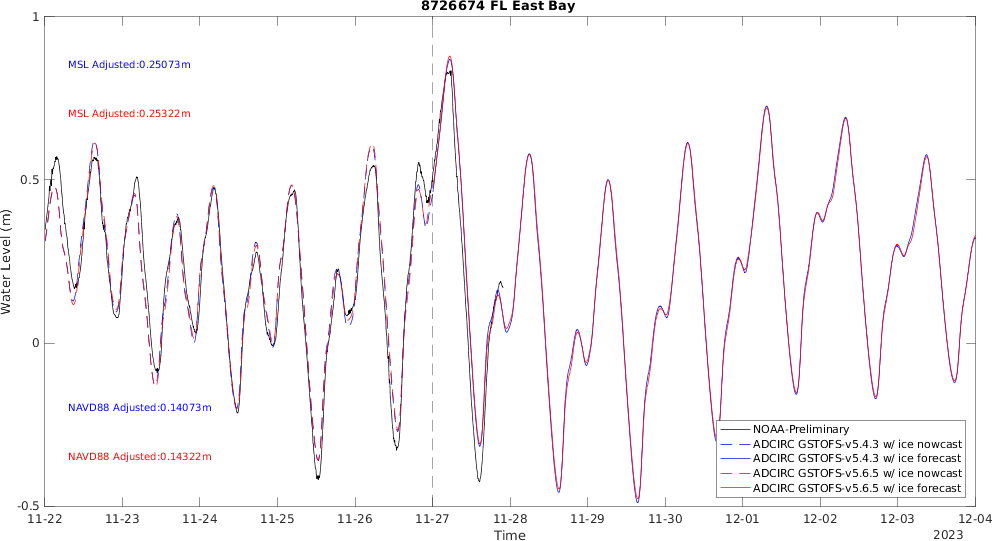 8726674 FL East Bay
1
MSL Adjusted:0.25073m
MSL Adjusted:0.25322m
0.5
Water Level (m)
0
NAVD88 Adjusted:0.14073m
NAVD88 Adjusted:0.14322m
-0.5
NOAA-Preliminary
ADCIRC GSTOFS-v5.4.3 w/ ice nowcast
ADCIRC GSTOFS-v5.4.3 w/ ice forecast
ADCIRC GSTOFS-v5.6.5 w/ ice nowcast
ADCIRC GSTOFS-v5.6.5 w/ ice forecast
11-22 11-23 11-24 11-25 11-26 11-27 11-28 11-29 11-30 12-01 12-02 12-03 12-04
Time
2023